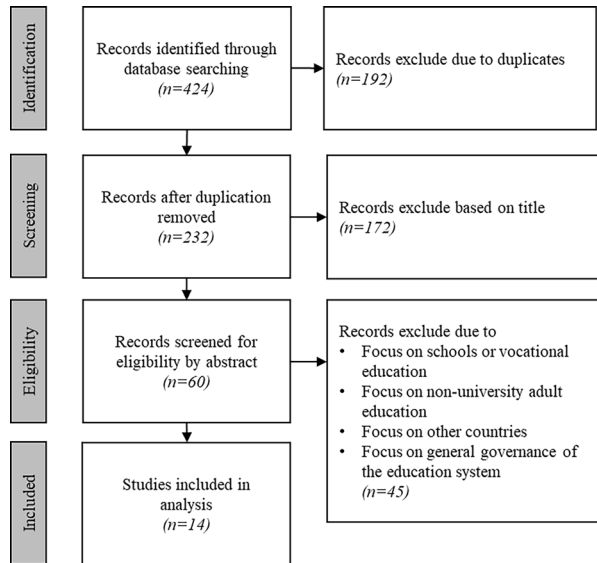 Identification
Records identified through
database searching
(n=424)
Records exclude due to duplicates
(n=192)
Screening
Records after duplication
removed
(n=232)
Records exclude based on title
(n=172)
Eligibility
Records screened for
eligibility by abstract
(n=60)
Records exclude due to
• Focus on schools or vocational
education
• Focus on non-university adult
education
• Focus on other countries
• Focus on general governance of
the education system
(n=45)
Included
Studies included in
analysis
(n=14)